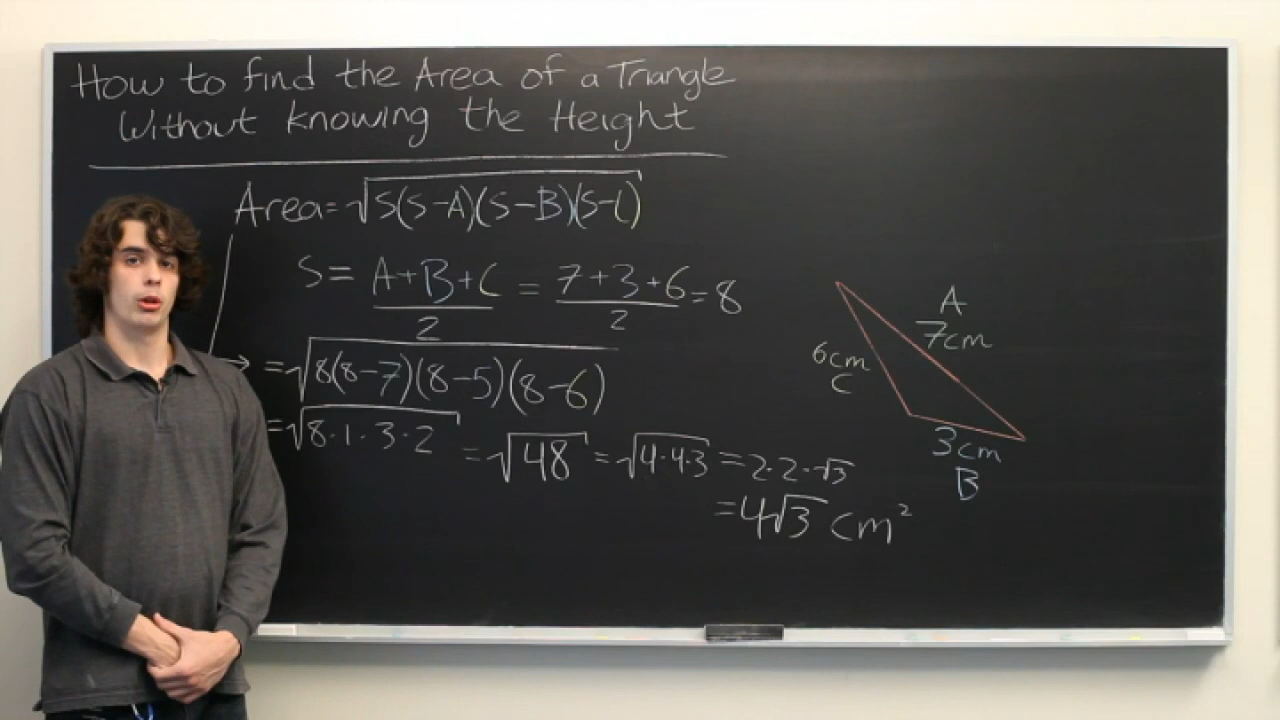 How to find the Area of a Triangle
Without knowing the Height
Area=√S(S-A)(S-B)(S-C)
S = A+B+C/2 = 7+3+6/2 = 8
→ =√8(8-7)(8-5)(8-6)
=√8·1·3·2 = √48 = √4·4·3 = 2·2·√3
= 4√3 cm²
A
7cm
6cm
C
3cm
B